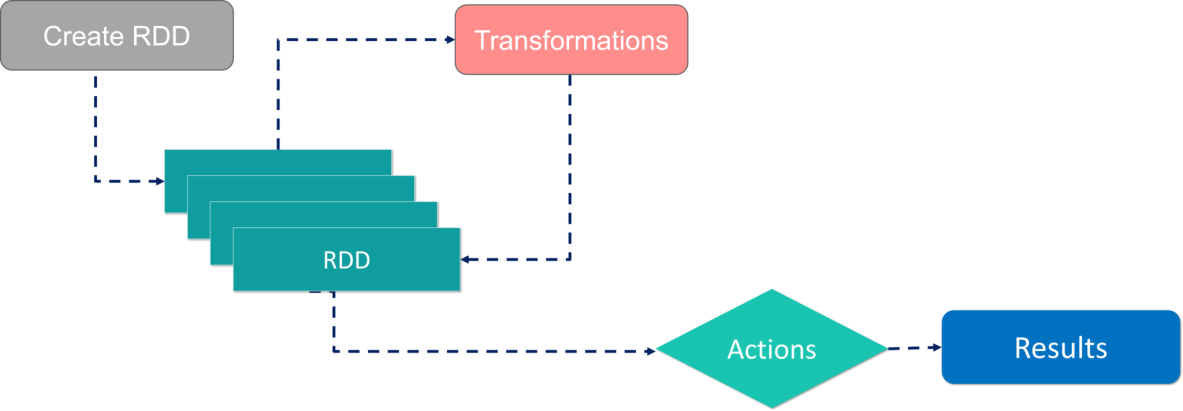 Create RDD
Transformations
RDD
Actions
Results